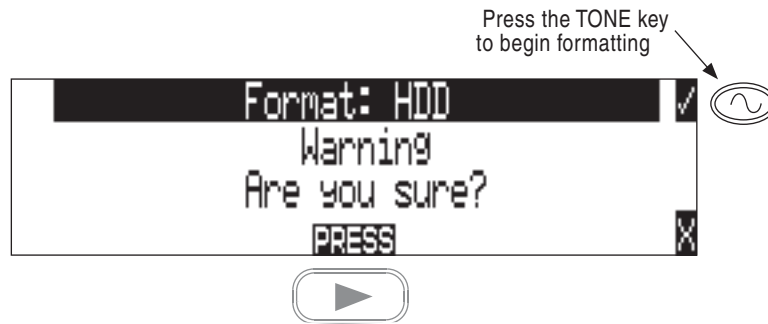 Press the TONE key
to begin formatting
Format: HDD
Warning
Are you sure?
PRESS
X